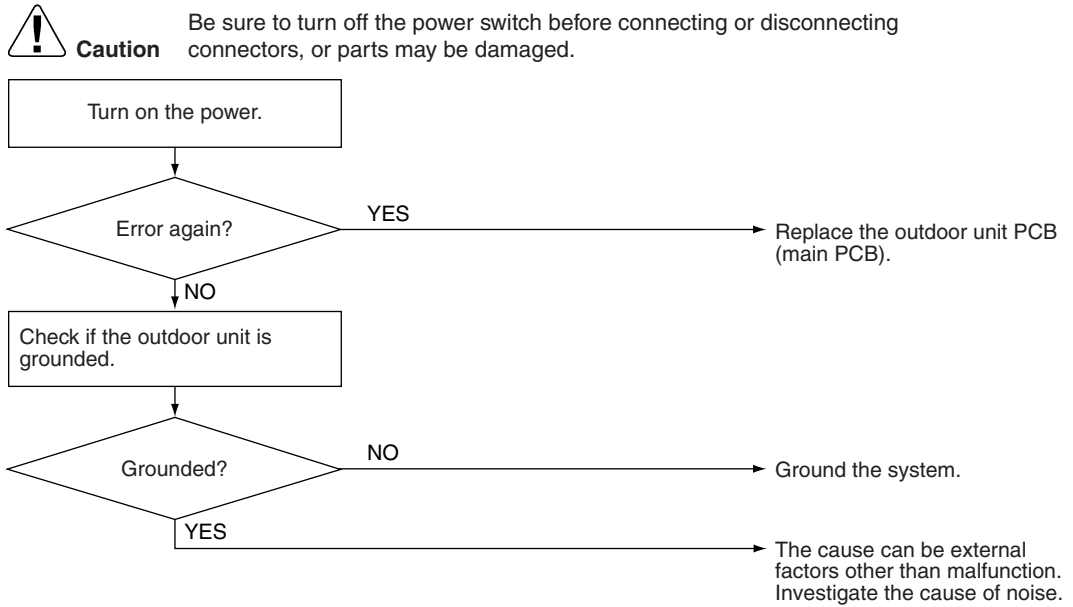 Be sure to turn off the power switch before connecting or disconnecting
Caution connectors, or parts may be damaged.
Turn on the power.
Error again?
YES
Replace the outdoor unit PCB
(main PCB).
NO
Check if the outdoor unit is
grounded.
Grounded?
NO
Ground the system.
YES
The cause can be external
factors other than malfunction.
Investigate the cause of noise.